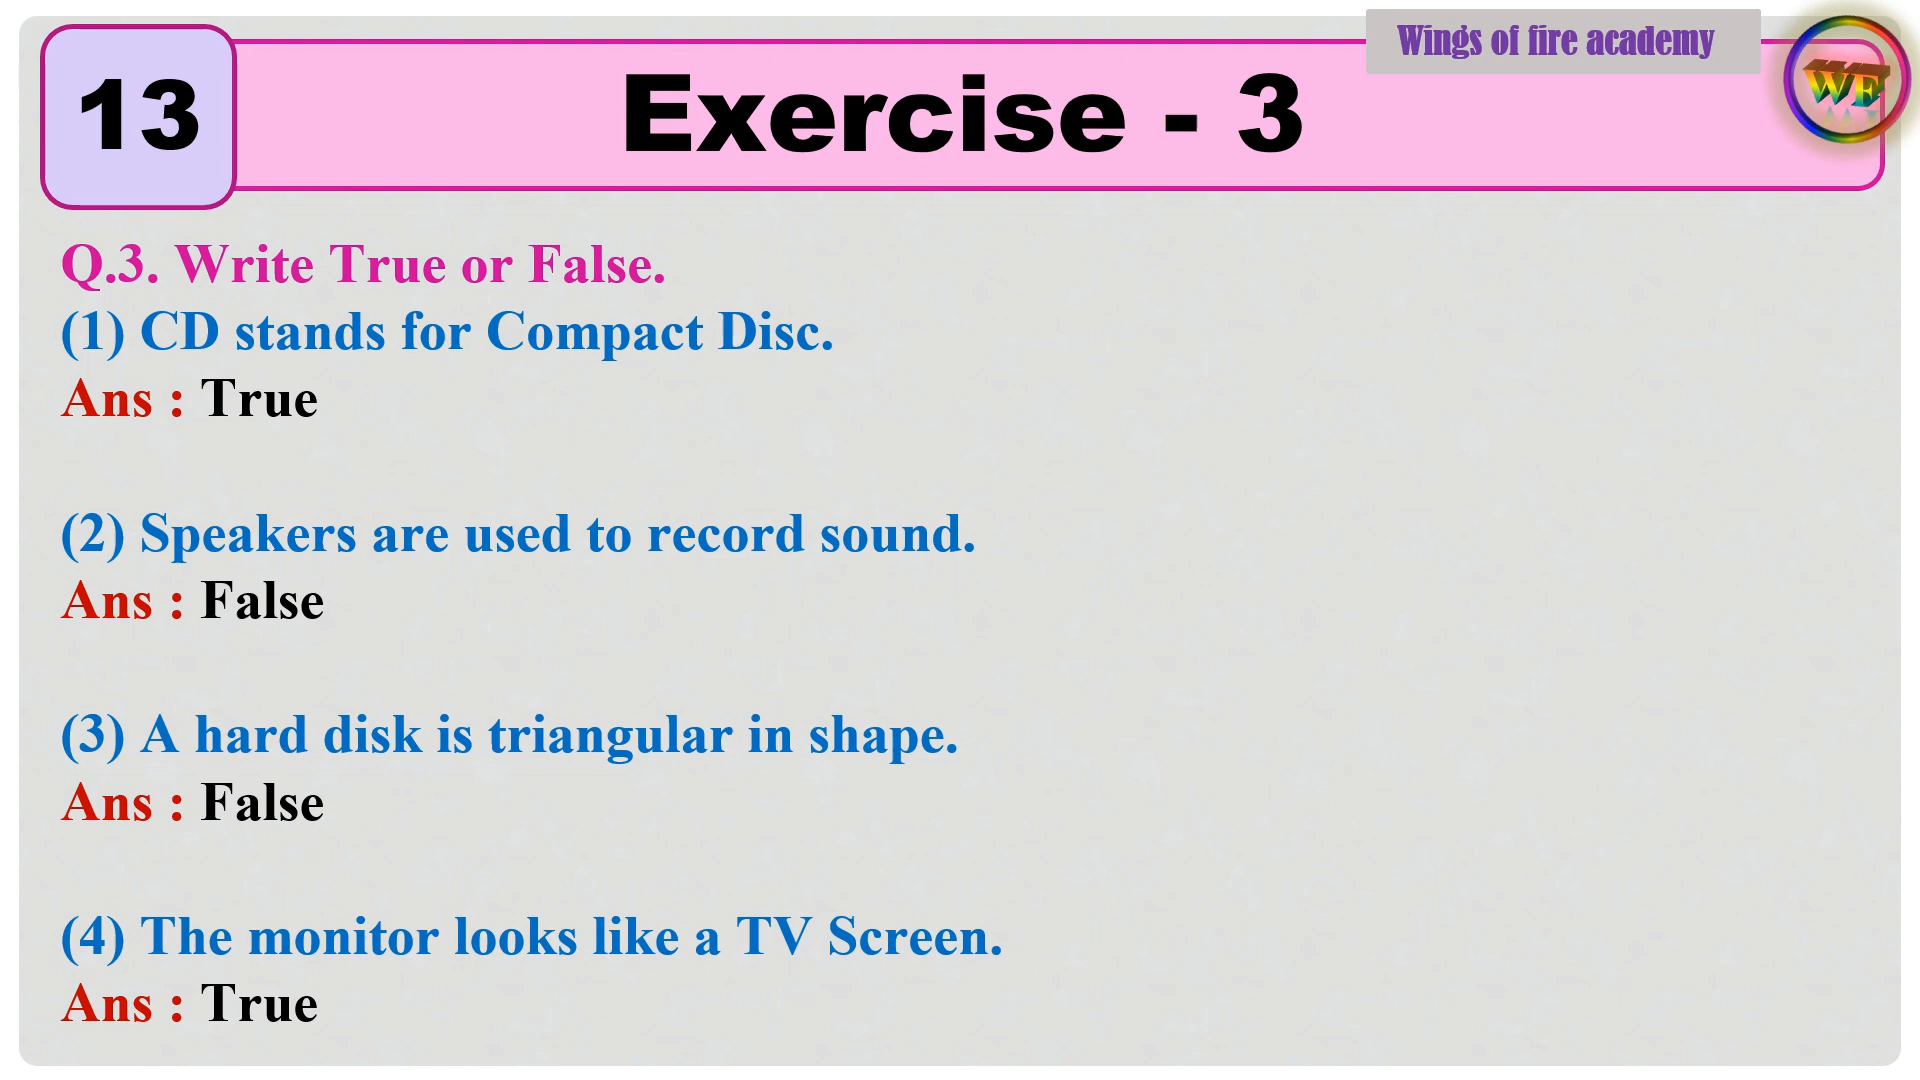 Wings of fire academy
WE
13
Exercise - 3
Q.3. Write True or False.
(1) CD stands for Compact Disc.
Ans : True
(2) Speakers are used to record sound.
Ans : False
(3) A hard disk is triangular in shape.
Ans : False
(4) The monitor looks like a TV Screen.
Ans : True